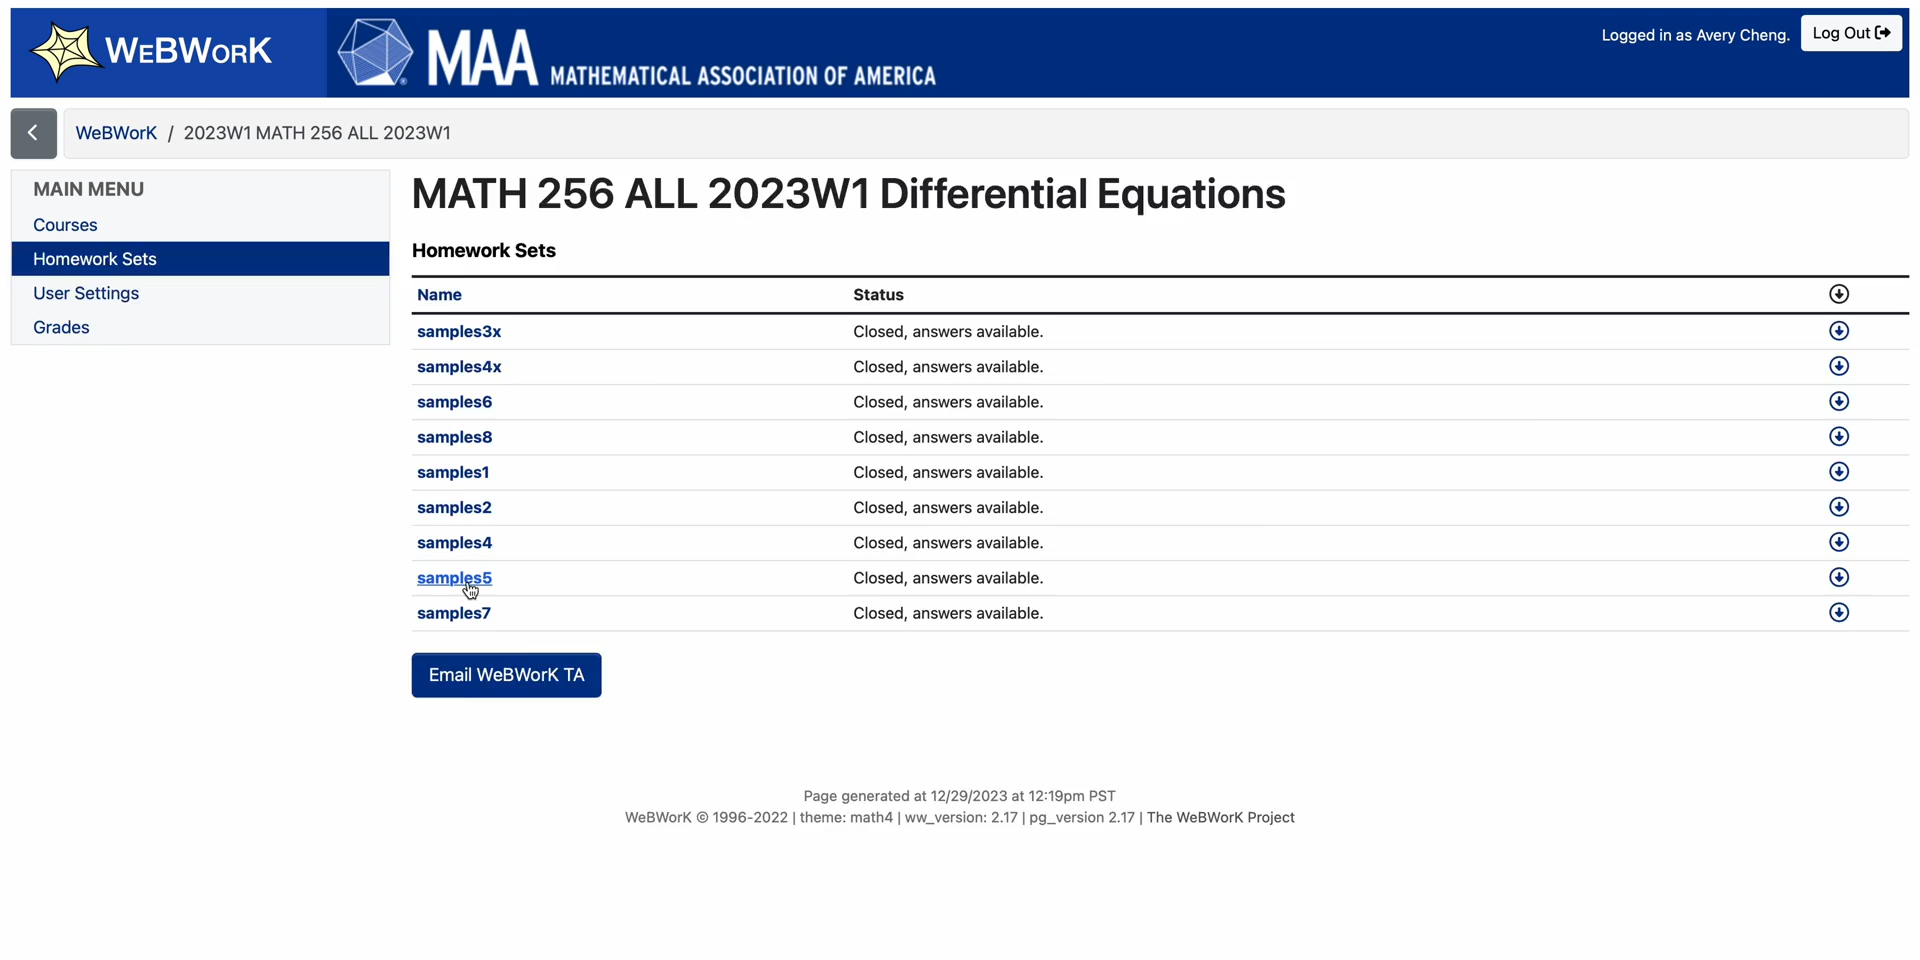 WeBWorK
MAA MATHEMATICAL ASSOCIATION OF AMERICA
Logged in as Avery Cheng.
Log Out
WeBWorK / 2023W1 MATH 256 ALL 2023W1
MAIN MENU
Courses
Homework Sets
User Settings
Grades
MATH 256 ALL 2023W1 Differential Equations
Homework Sets
Name Status
samples3x Closed, answers available.
samples4x Closed, answers available.
samples6 Closed, answers available.
samples8 Closed, answers available.
samples1 Closed, answers available.
samples2 Closed, answers available.
samples4 Closed, answers available.
samples5 Closed, answers available.
samples7 Closed, answers available.
Email WeBWorK TA
Page generated at 12/29/2023 at 12:19pm PST
WeBWorK © 1996-2022 | theme: math4 | ww_version: 2.17 | pg_version 2.17 | The WeBWorK Project